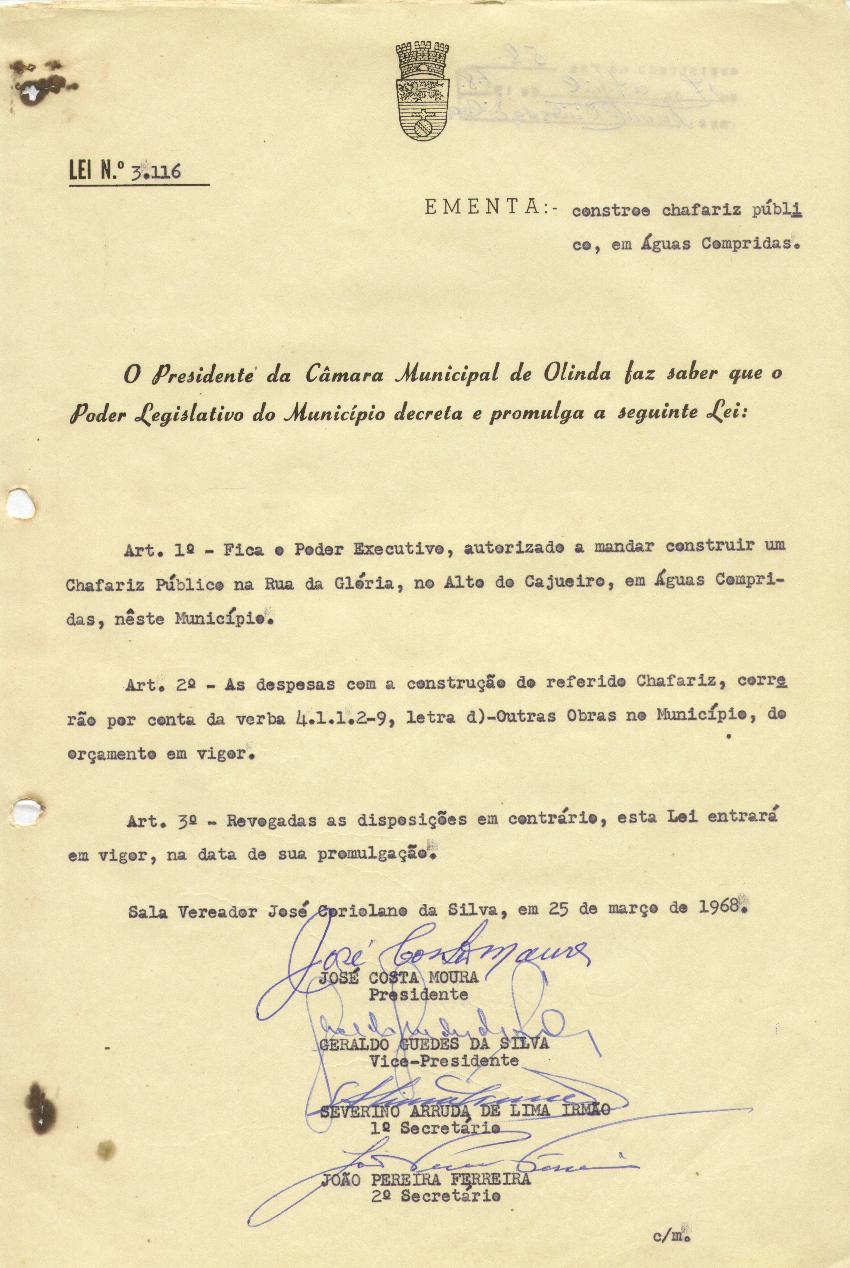 LEI N.º 3.116
EMENTA:- constroe chafariz públi
co, em Águas Compridas.
O Presidente da Câmara Municipal de Olinda faz saber que o
Poder Legislativo do Município decreta e promulga a seguinte Lei:
Art. 1º - Fica o Poder Executivo, autorizado a mandar construir um
Chafariz Público na Rua da Glória, no Alto do Cajueiro, em Águas Compri-
das, nêste Município.
Art. 2º - As despesas com a construção do referido Chafariz, corre
rão por conta da verba 4.1.1.2-9, letra d)-Outras Obras no Município, do
orçamento em vigor.
Art. 3º - Revogadas as disposições em contrário, esta Lei entrará
em vigor, na data de sua promulgação.
Sala Vereador José Coriolano da Silva, em 25 de março de 1968.
José Costa Moura
JOSÉ COSTA MOURA
Presidente
GERALDO GUEDES DA SILVA
Vice-Presidente
SEVERINO ARRUDA DE LIMA IRMÃO
1º Secretário
JOÃO PEREIRA FERREIRA
2º Secretário
c/m.